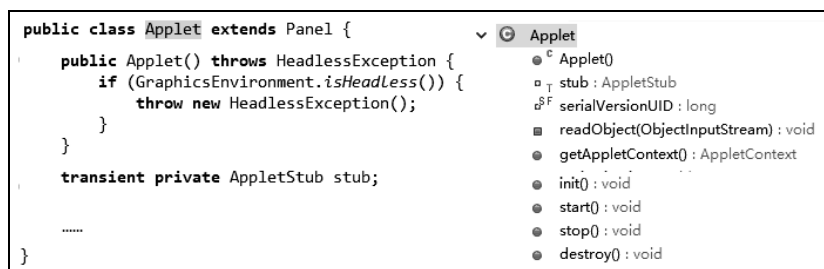 public class Applet extends Panel {
public Applet() throws HeadlessException {
if (GraphicsEnvironment.isHeadless()) {
throw new HeadlessException();
}
}
transient private AppletStub stub;
......
}
Applet
C Applet()
T stub : AppletStub
SF serialVersionUID : long
readObject(ObjectInputStream) : void
getAppletContext() : AppletContext
init() : void
start() : void
stop() : void
destroy() : void